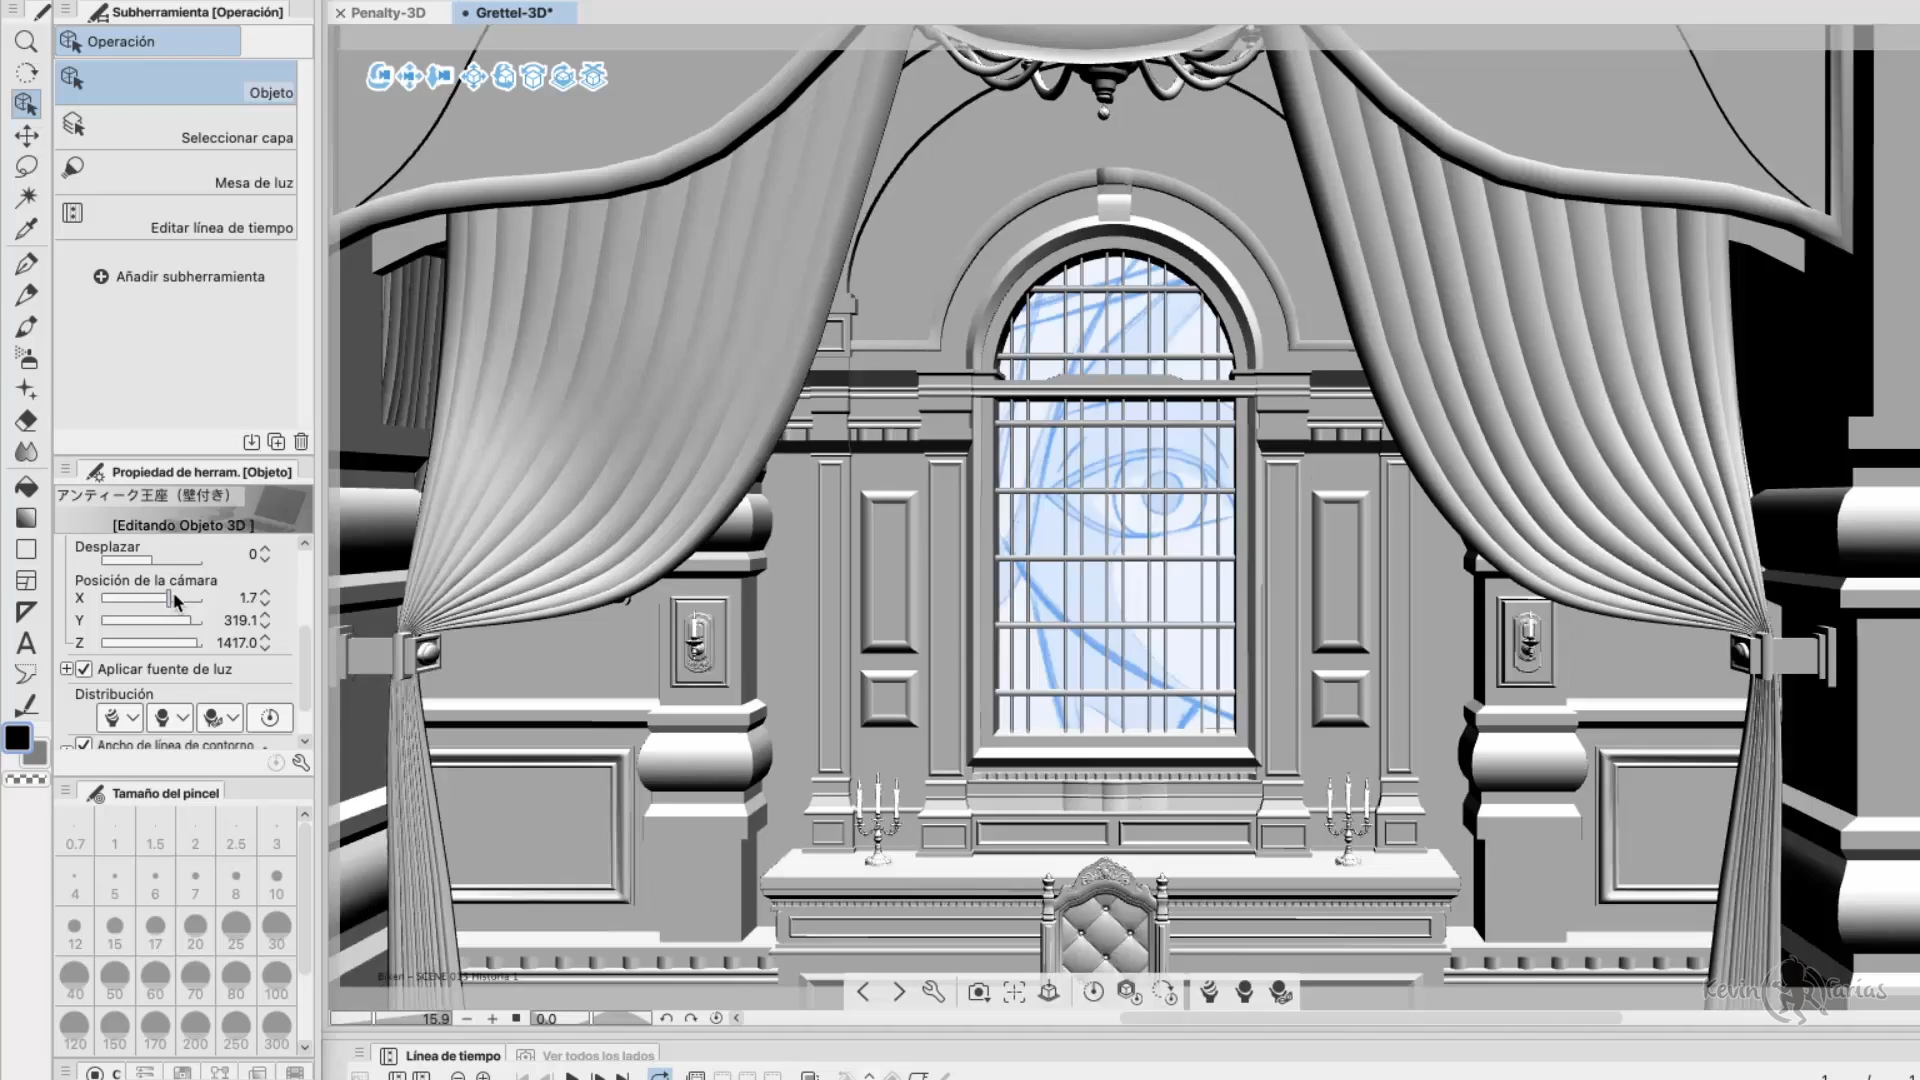 Subherramienta [Operación]
Operación
Objeto
Seleccionar capa
Mesa de luz
Editar línea de tiempo
Añadir subherramienta
Propiedad de herram. [Objeto]
アンティーク王座（壁付き）
[Editando Objeto 3D ]
Desplazar 0
Posición de la cámara
X 1.7
Y 319.1
Z 1417.0
Aplicar fuente de luz
Distribución
Ancho de línea de contorno
Tamaño del pincel
0.7 1 1.5 2 2.5 3
4 5 6 7 8 10
12 15 17 20 25 30
40 50 60 70 80 100
120 150 170 200 250 300
C
Penalty-3D
Grettel-3D*
Kevin Farias
15.9
0.0
Línea de tiempo
Ver todos los lados